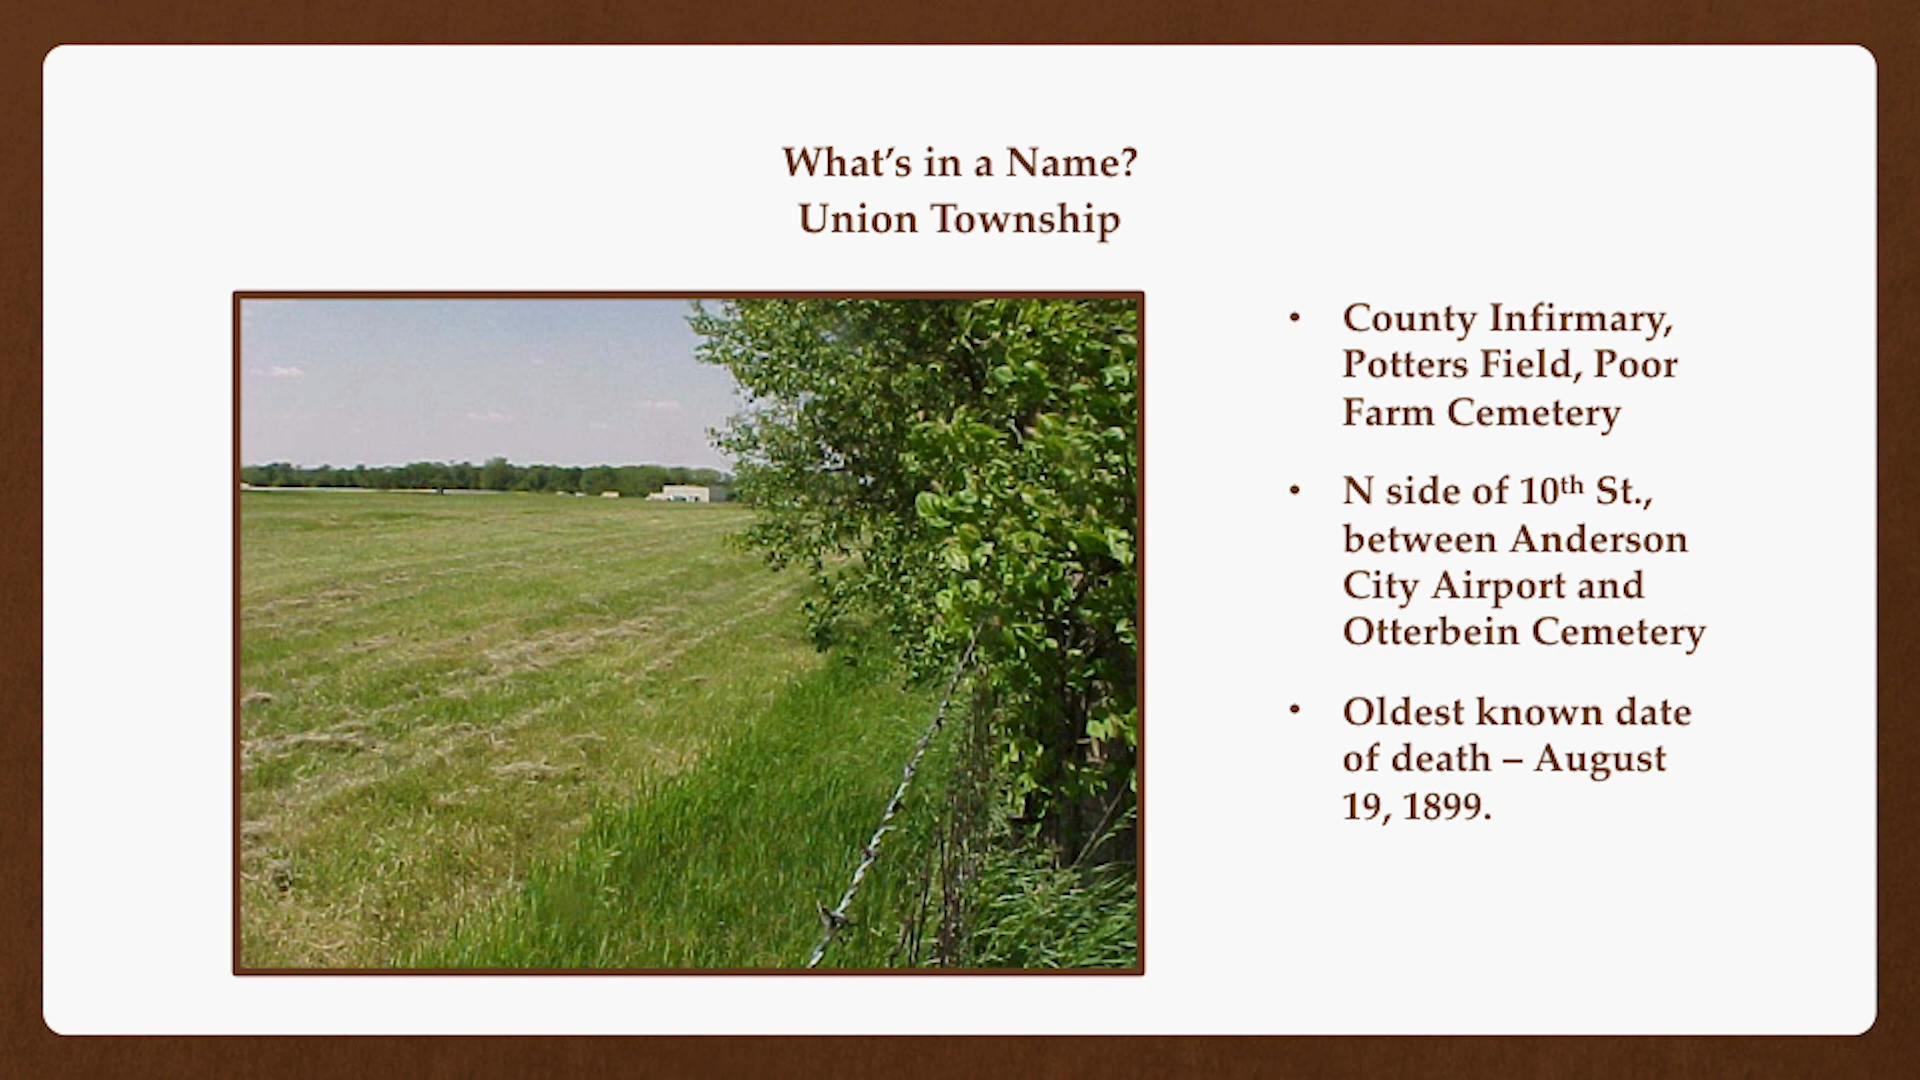 What’s in a Name?
Union Township
• County Infirmary,
Potters Field, Poor
Farm Cemetery
• N side of 10th St.,
between Anderson
City Airport and
Otterbein Cemetery
• Oldest known date
of death – August
19, 1899.